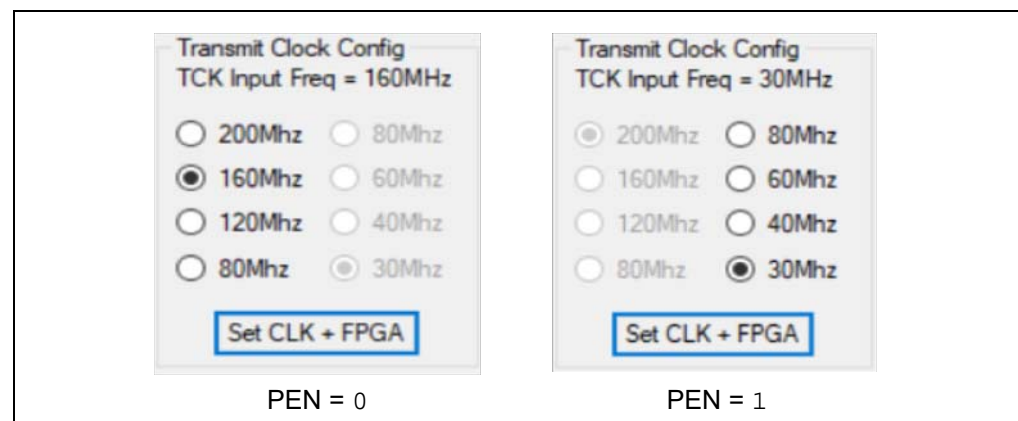 Transmit Clock Config
TCK Input Freq = 160MHz
200Mhz 80Mhz
160Mhz 60Mhz
120Mhz 40Mhz
80Mhz 30Mhz
Set CLK + FPGA
PEN = 0
Transmit Clock Config
TCK Input Freq = 30MHz
200Mhz 80Mhz
160Mhz 60Mhz
120Mhz 40Mhz
80Mhz 30Mhz
Set CLK + FPGA
PEN = 1